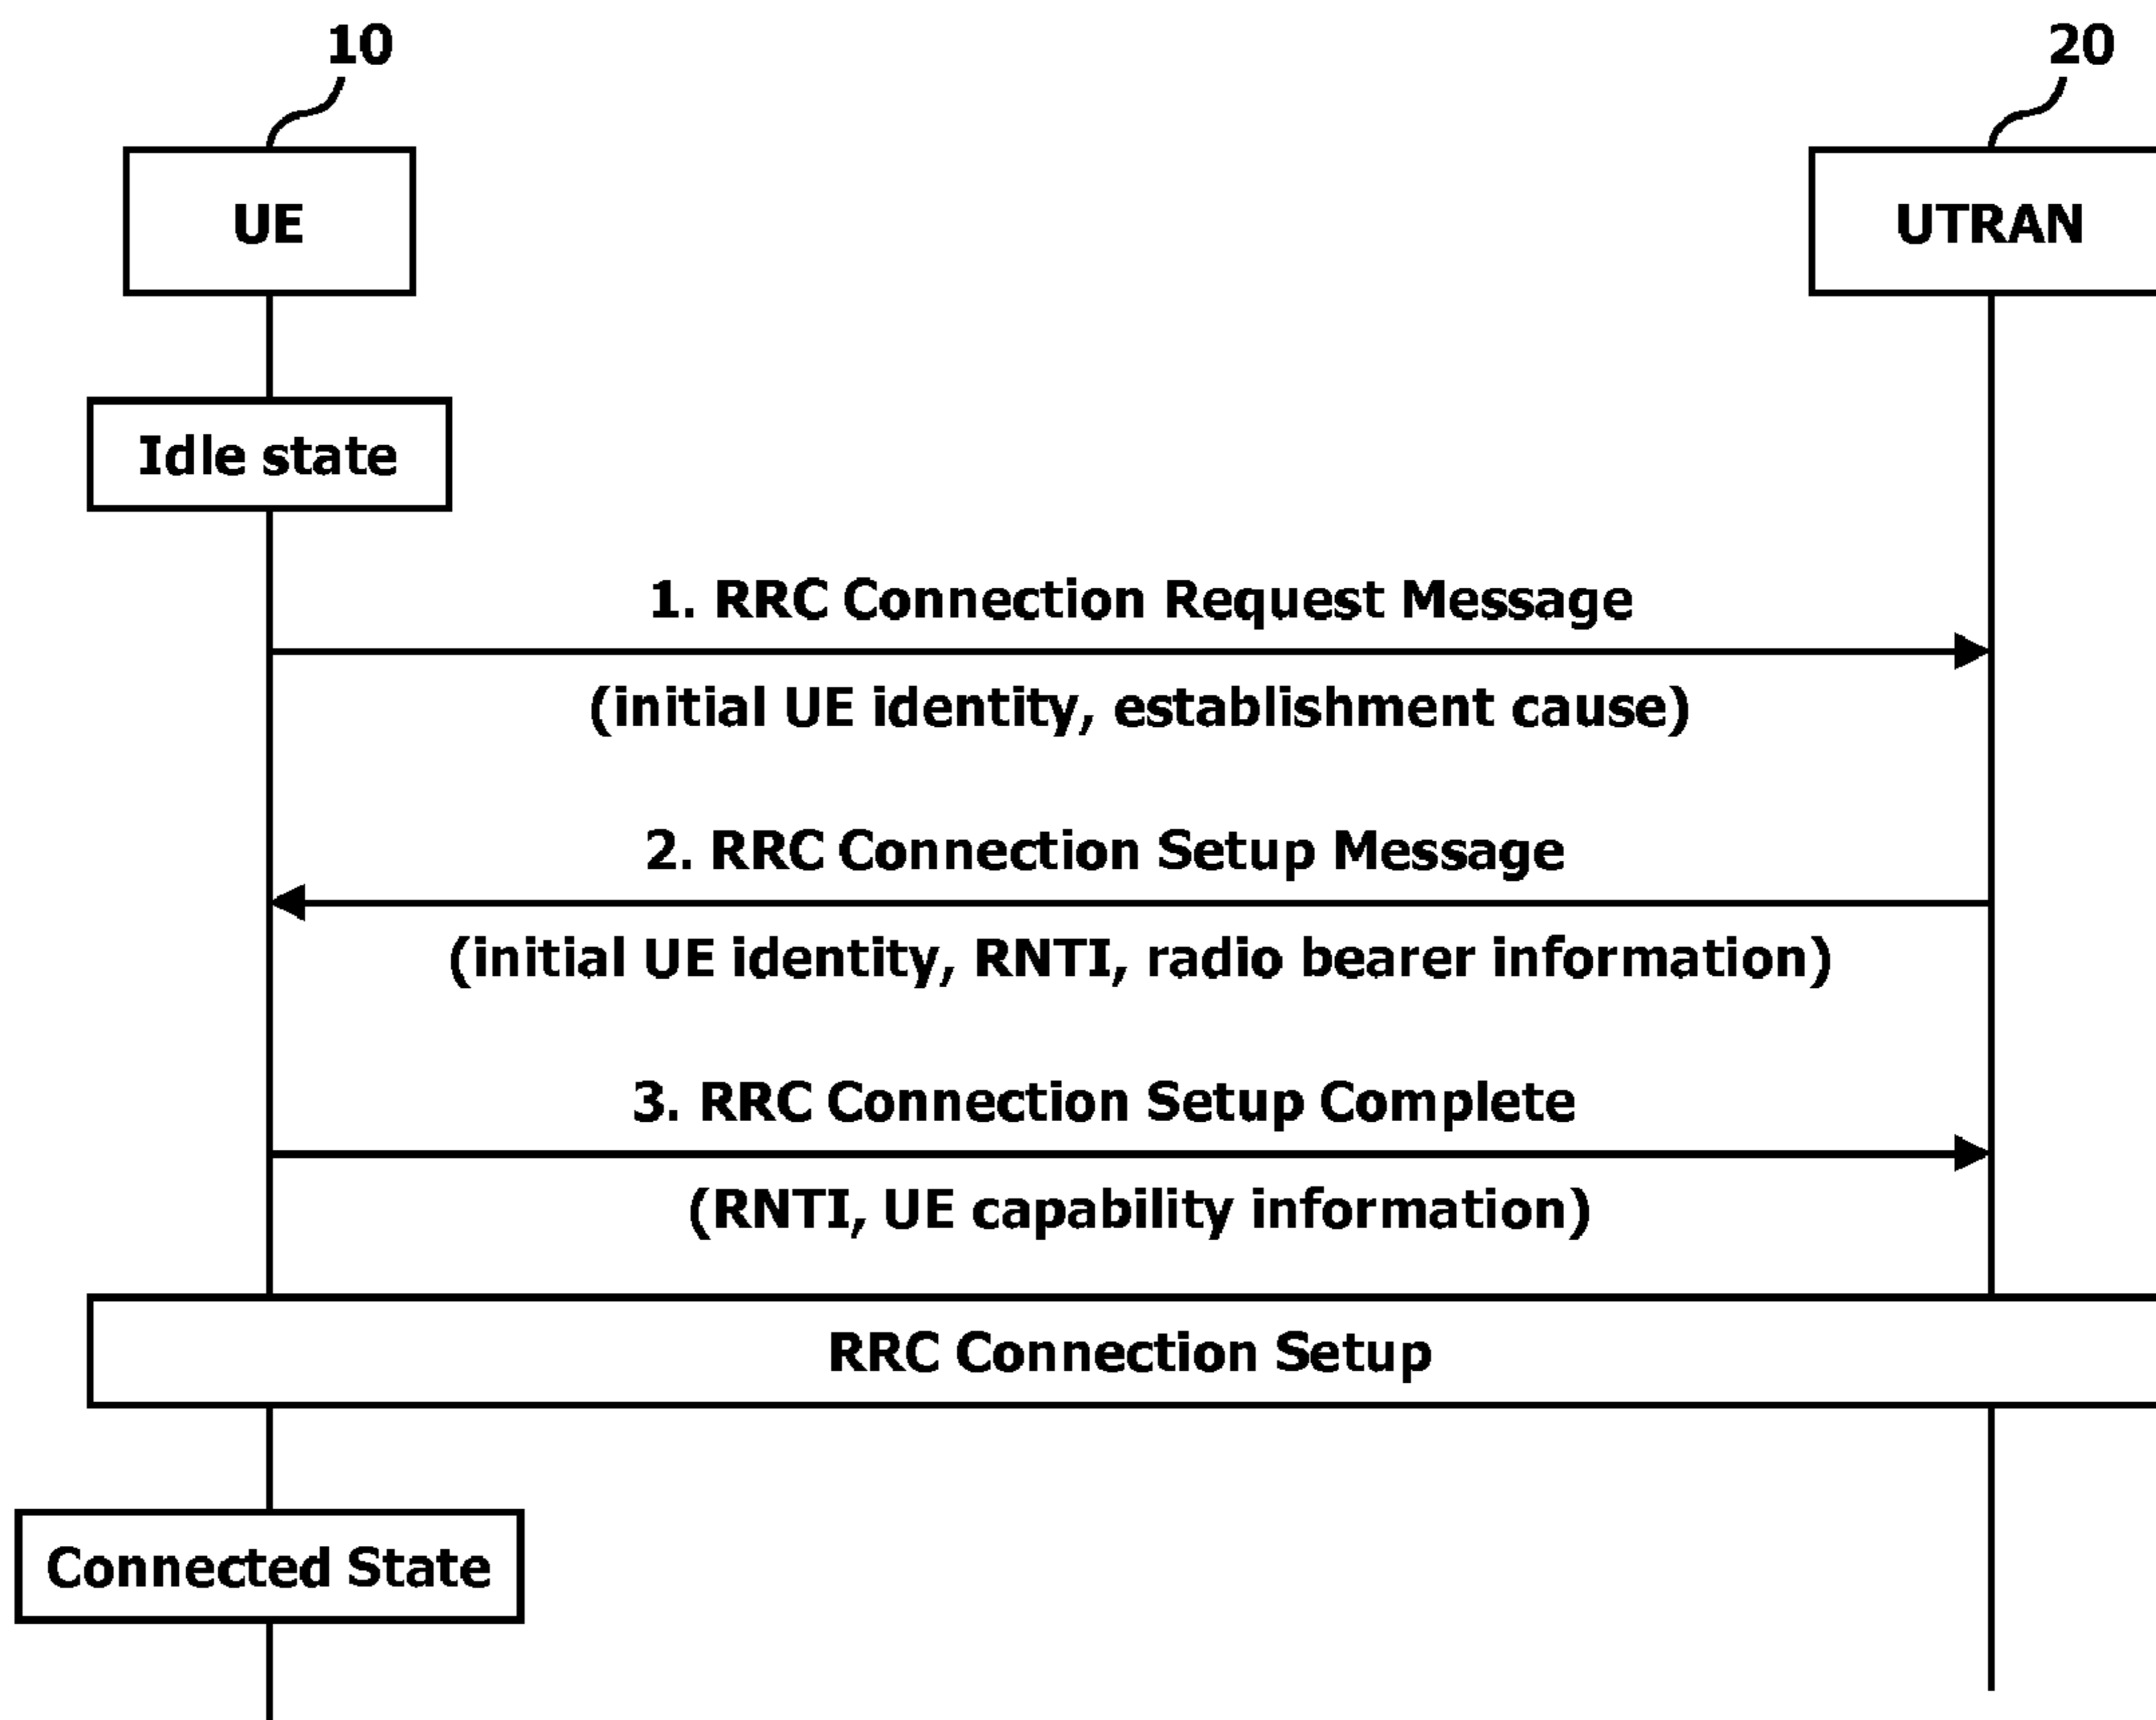 10
20
UE
UTRAN
Idle state
1. RRC Connection Request Message
(initial UE identity, establishment cause)
2. RRC Connection Setup Message
(initial UE identity, RNTI, radio bearer information)
3. RRC Connection Setup Complete
(RNTI, UE capability information)
RRC Connection Setup
Connected State